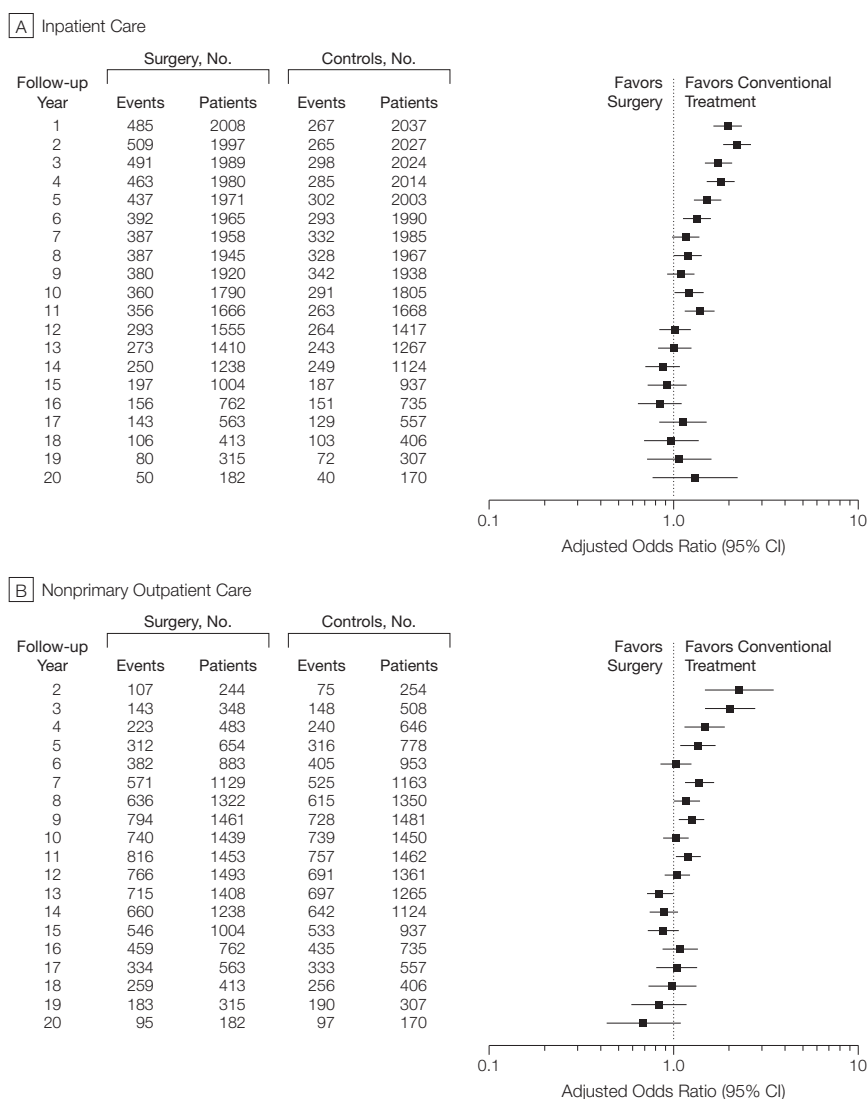 A Inpatient Care
Surgery, No. Controls, No.
Follow-up Year Events Patients Events Patients Favors Surgery Favors Conventional Treatment
1 485 2008 267 2037
2 509 1997 265 2027
3 491 1989 298 2024
4 463 1980 285 2014
5 437 1971 302 2003
6 392 1965 293 1990
7 387 1958 332 1985
8 387 1945 328 1967
9 380 1920 342 1938
10 360 1790 291 1805
11 356 1666 263 1668
12 293 1555 264 1417
13 273 1410 243 1267
14 250 1238 249 1124
15 197 1004 187 937
16 156 762 151 735
17 143 563 129 557
18 106 413 103 406
19 80 315 72 307
20 50 182 40 170
0.1 1.0 10
Adjusted Odds Ratio (95% CI)
B Nonprimary Outpatient Care
Surgery, No. Controls, No.
Follow-up Year Events Patients Events Patients Favors Surgery Favors Conventional Treatment
2 107 244 75 254
3 143 348 148 508
4 223 483 240 646
5 312 654 316 778
6 382 883 405 953
7 571 1129 525 1163
8 636 1322 615 1350
9 794 1461 728 1481
10 740 1439 739 1450
11 816 1453 757 1462
12 766 1493 691 1361
13 715 1408 697 1265
14 660 1238 642 1124
15 546 1004 533 937
16 459 762 435 735
17 334 563 333 557
18 259 413 256 406
19 183 315 190 307
20 95 182 97 170
0.1 1.0 10
Adjusted Odds Ratio (95% CI)